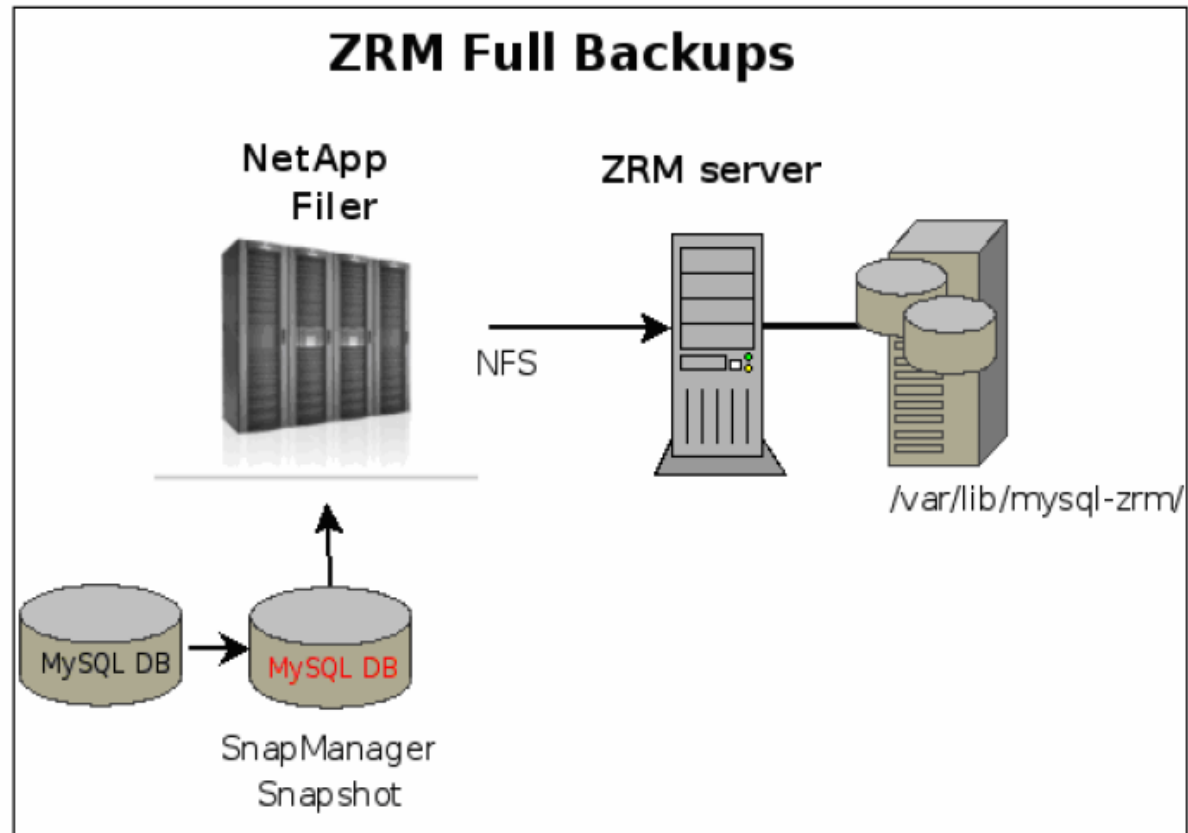 ZRM Full Backups
NetApp
Filer
ZRM server
NFS
/var/lib/mysql-zrm/
MySQL DB
MySQL DB
SnapManager
Snapshot